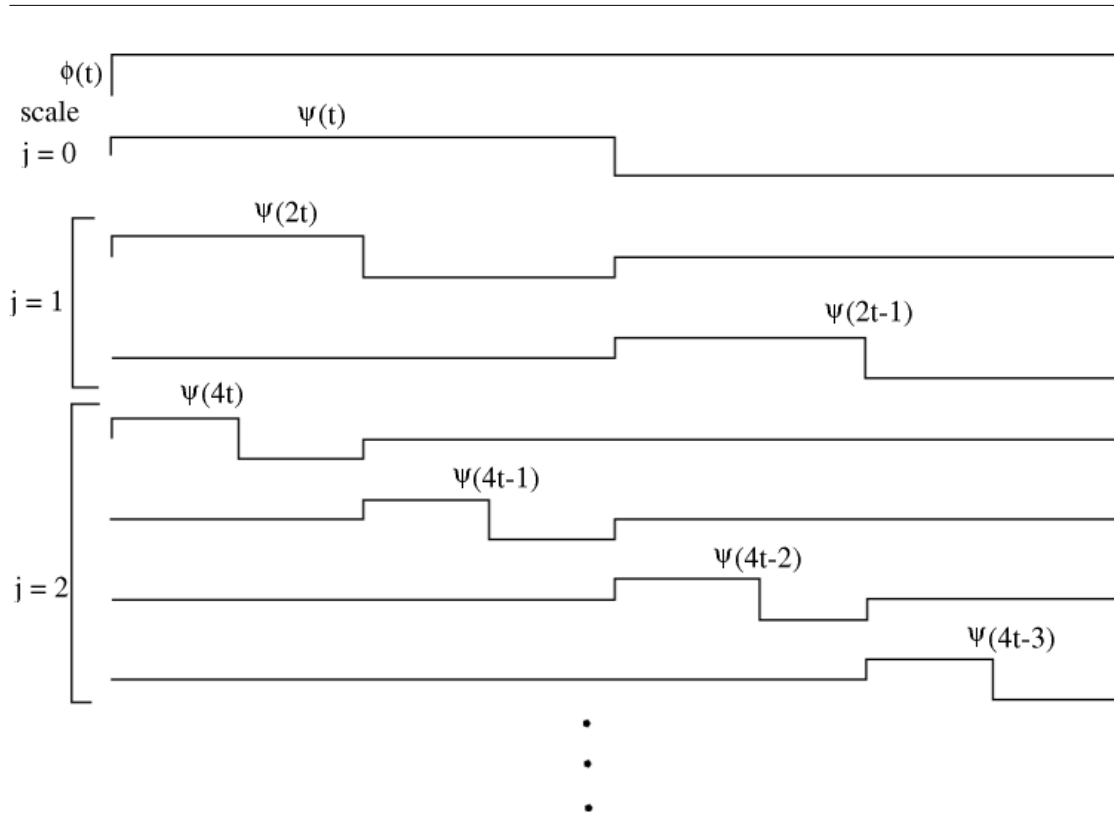 ϕ(t)
scale
ψ(t)
j = 0
ψ(2t)
j = 1
ψ(2t-1)
ψ(4t)
ψ(4t-1)
j = 2
ψ(4t-2)
ψ(4t-3)